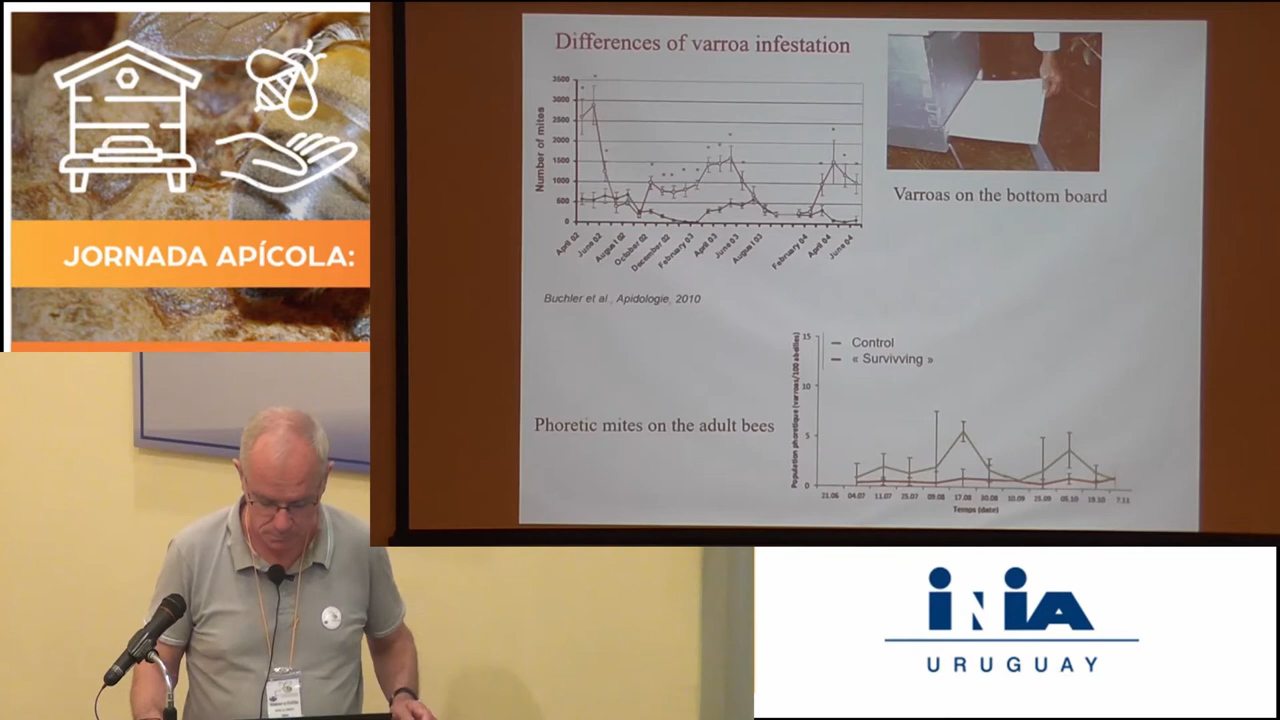 JORNADA APÍCOLA:
Differences of varroa infestation
Number of mites
3500
3000
2500
2000
1500
1000
500
0
April 02
June 02
August 02
October 02
December 02
February 03
April 03
June 03
August 03
February 04
April 04
June 04
Varroas on the bottom board
Buchler et al., Apidologie, 2010
Phoretic mites on the adult bees
Population phoretique (varroas/100 abeilles)
15
10
5
0
Control
« Survivving »
21.06 04.07 11.07 25.07 09.08 17.08 30.08 10.09 25.09 05.10 19.10 7.11
Temps (date)
INIA
URUGUAY